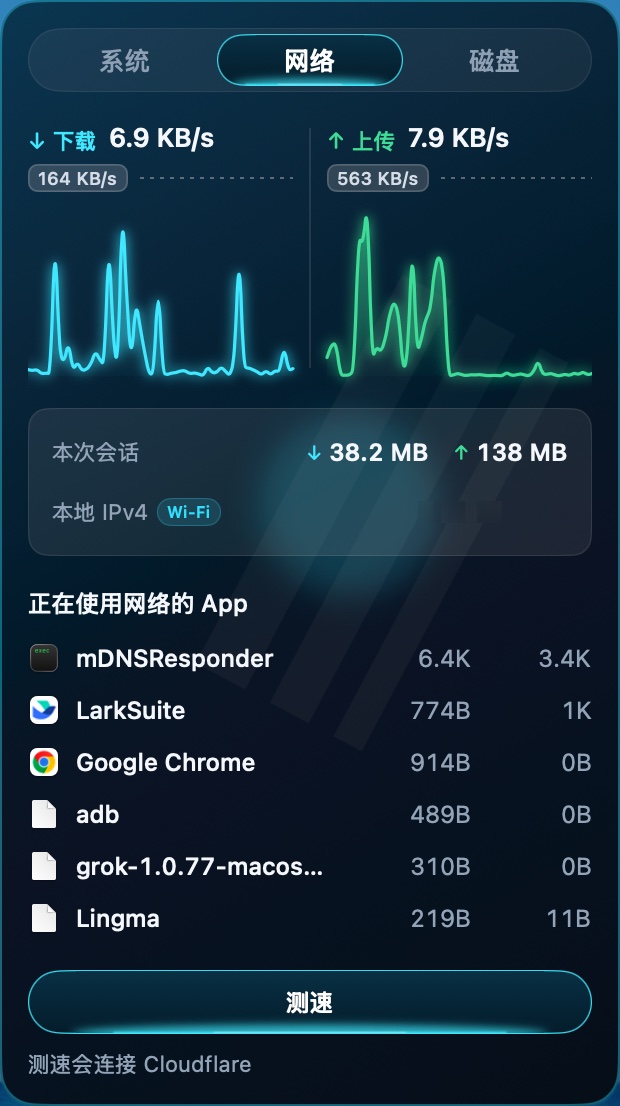 系统 网络 磁盘
↓ 下载 6.9 KB/s
164 KB/s
↑ 上传 7.9 KB/s
563 KB/s
本次会话 ↓ 38.2 MB ↑ 138 MB
本地 IPv4 Wi-Fi
正在使用网络的 App
exec
mDNSResponder 6.4K 3.4K
LarkSuite 774B 1K
Google Chrome 914B 0B
adb 489B 0B
grok-1.0.77-macos... 310B 0B
Lingma 219B 11B
测速
测速会连接 Cloudflare